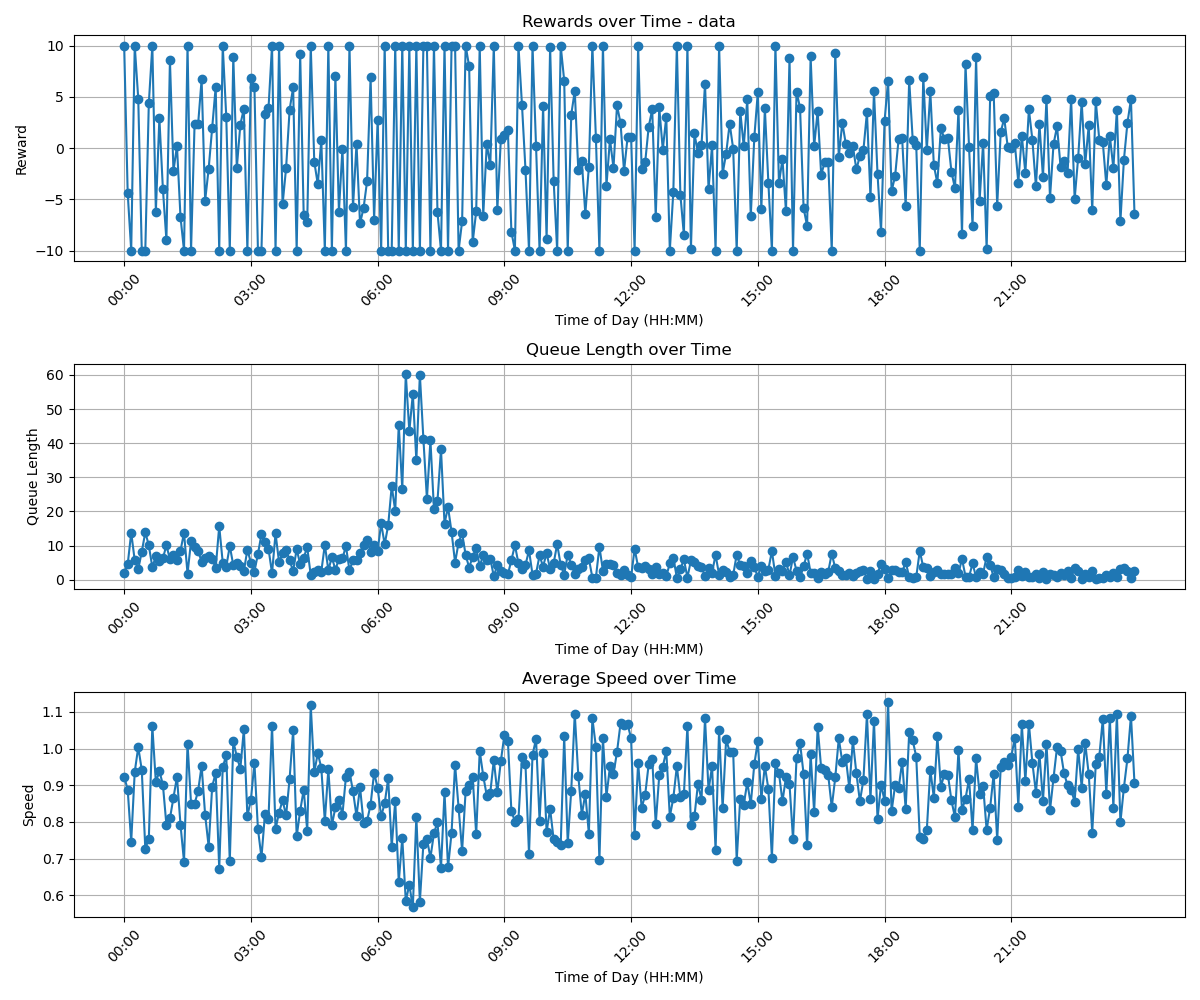 Rewards over Time - data
Reward
10
5
0
−5
−10
00:00 03:00 06:00 09:00 12:00 15:00 18:00 21:00
Time of Day (HH:MM)
Queue Length over Time
Queue Length
60
50
40
30
20
10
0
00:00 03:00 06:00 09:00 12:00 15:00 18:00 21:00
Time of Day (HH:MM)
Average Speed over Time
Speed
1.1
1.0
0.9
0.8
0.7
0.6
00:00 03:00 06:00 09:00 12:00 15:00 18:00 21:00
Time of Day (HH:MM)